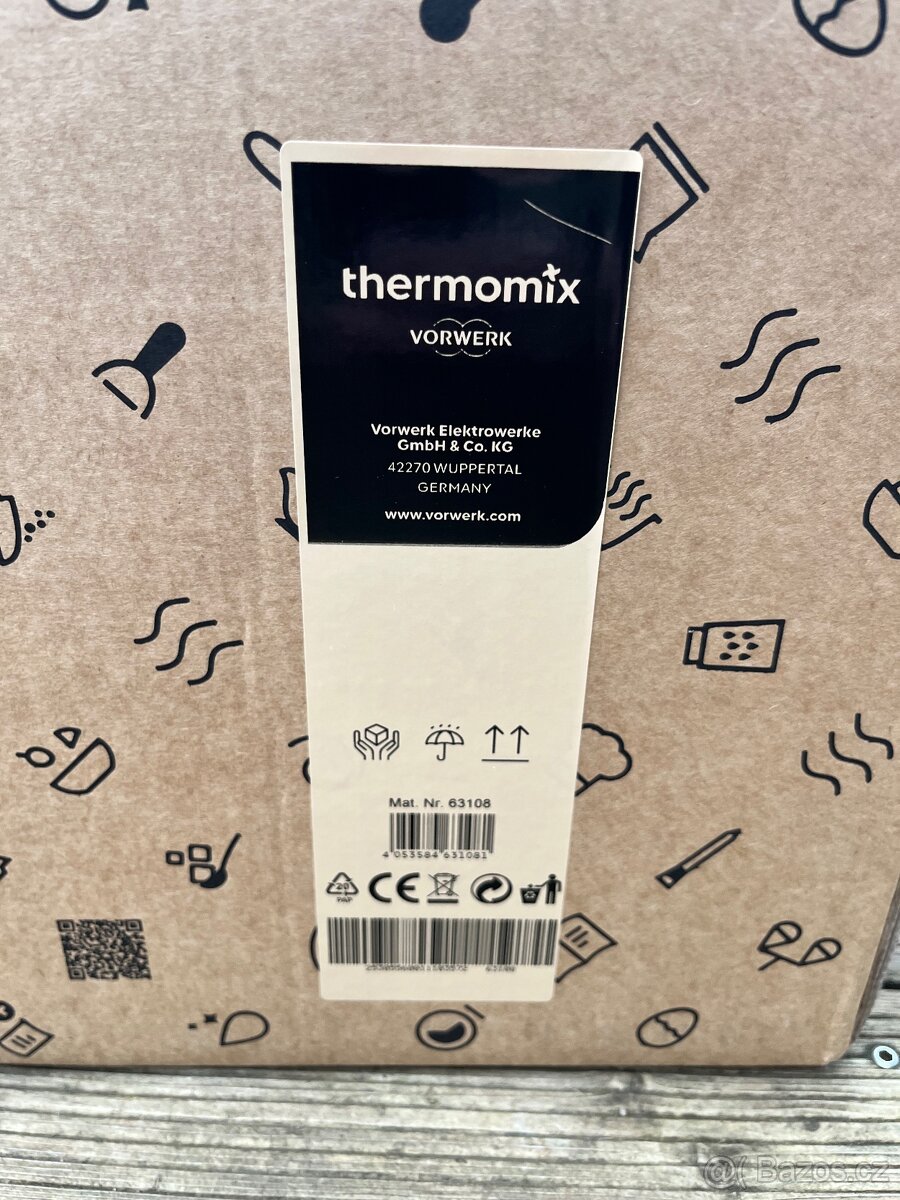 thermomix
VORWERK
Vorwerk Elektrowerke
GmbH & Co. KG
42270 WUPPERTAL
GERMANY
www.vorwerk.com
Mat. Nr. 63108
4 053584 631081
20
PAP
CE
Bazos.cz